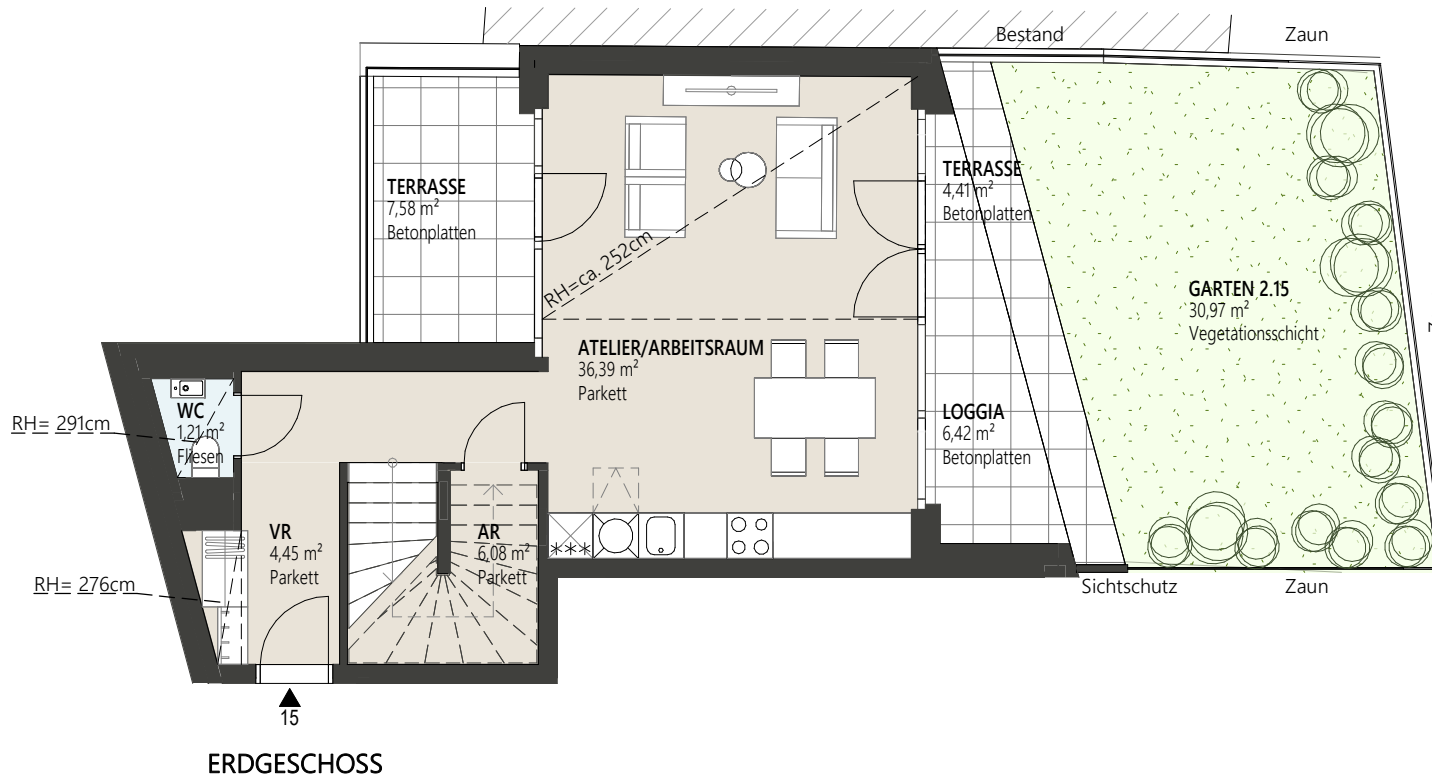 Bestand
Zaun
TERRASSE
7,58 m²
Betonplatten
TERRASSE
4,41 m²
Betonplatten
RH=ca. 252cm
GARTEN 2.15
30,97 m²
Vegetationsschicht
ATELIER/ARBEITSRAUM
36,39 m²
Parkett
WC
1,21 m²
Fliesen
RH= 291cm
LOGGIA
6,42 m²
Betonplatten
VR
4,45 m²
Parkett
AR
6,08 m²
Parkett
RH= 276cm
Sichtschutz
Zaun
15
ERDGESCHOSS